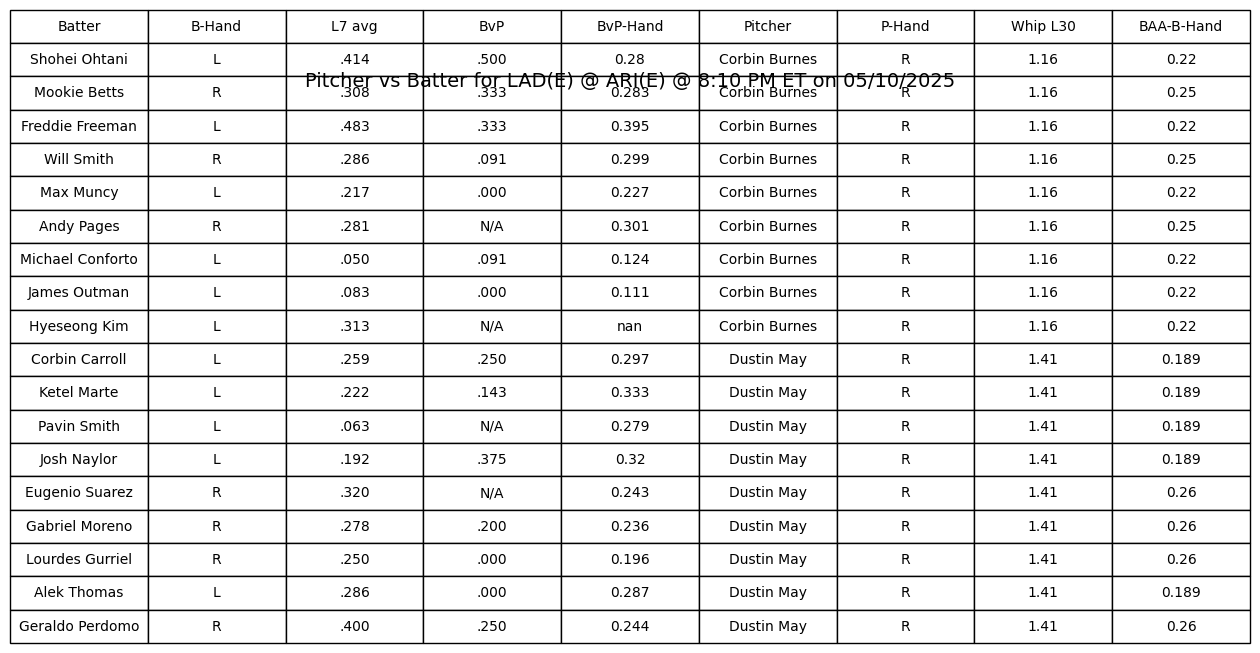 Batter B-Hand L7 avg BvP BvP-Hand Pitcher P-Hand Whip L30 BAA-B-Hand
Shohei Ohtani L .414 .500 0.28 Corbin Burnes R 1.16 0.22
Pitcher vs Batter for LAD(E) @ ARI(E) @ 8:10 PM ET on 05/10/2025
Mookie Betts R .308 .333 0.283 Corbin Burnes R 1.16 0.25
Freddie Freeman L .483 .333 0.395 Corbin Burnes R 1.16 0.22
Will Smith R .286 .091 0.299 Corbin Burnes R 1.16 0.25
Max Muncy L .217 .000 0.227 Corbin Burnes R 1.16 0.22
Andy Pages R .281 N/A 0.301 Corbin Burnes R 1.16 0.25
Michael Conforto L .050 .091 0.124 Corbin Burnes R 1.16 0.22
James Outman L .083 .000 0.111 Corbin Burnes R 1.16 0.22
Hyeseong Kim L .313 N/A nan Corbin Burnes R 1.16 0.22
Corbin Carroll L .259 .250 0.297 Dustin May R 1.41 0.189
Ketel Marte L .222 .143 0.333 Dustin May R 1.41 0.189
Pavin Smith L .063 N/A 0.279 Dustin May R 1.41 0.189
Josh Naylor L .192 .375 0.32 Dustin May R 1.41 0.189
Eugenio Suarez R .320 N/A 0.243 Dustin May R 1.41 0.26
Gabriel Moreno R .278 .200 0.236 Dustin May R 1.41 0.26
Lourdes Gurriel R .250 .000 0.196 Dustin May R 1.41 0.26
Alek Thomas L .286 .000 0.287 Dustin May R 1.41 0.189
Geraldo Perdomo R .400 .250 0.244 Dustin May R 1.41 0.26